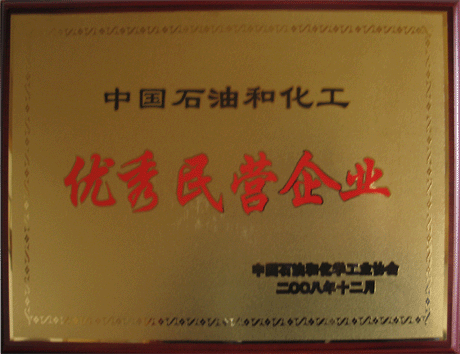 中国石油和化工
优秀民营企业
中国石油和化学工业协会
二〇〇八年十二月